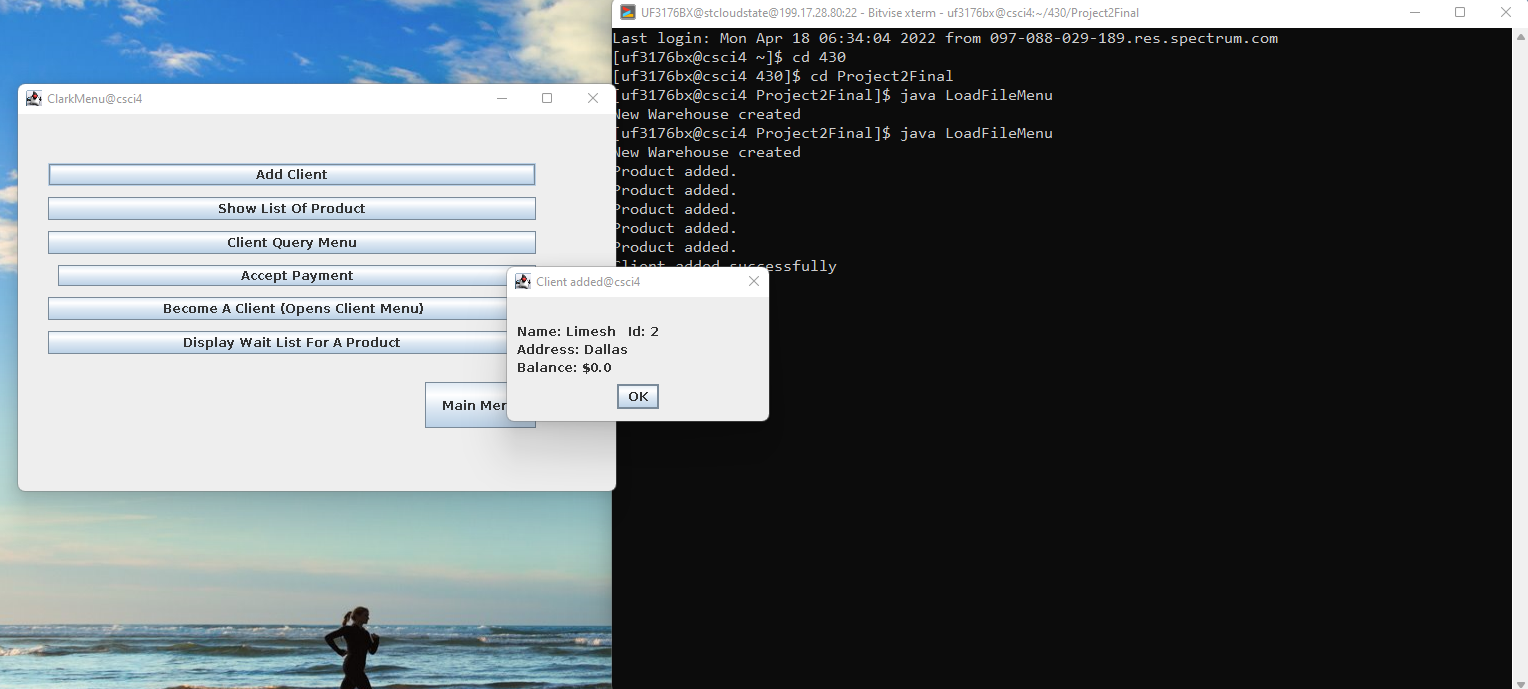 ClarkMenu@csci4
Add Client
Show List Of Product
Client Query Menu
Accept Payment
Become A Client (Opens Client Menu)
Display Wait List For A Product
Main
Client added@csci4
Name: Limesh Id: 2
Address: Dallas
Balance: $0.0
OK
UF3176BX@stcloudstate@199.17.28.80:22 - Bitvise xterm - uf3176bx@csci4:~/430/Project2Final
Last login: Mon Apr 18 06:34:04 2022 from 097-088-029-189.res.spectrum.com
[uf3176bx@csci4 ~]$ cd 430
[uf3176bx@csci4 430]$ cd Project2Final
[uf3176bx@csci4 Project2Final]$ java LoadFileMenu
New Warehouse created
[uf3176bx@csci4 Project2Final]$ java LoadFileMenu
New Warehouse created
Product added.
Product added.
Product added.
Product added.
Product added.
Client added successfully